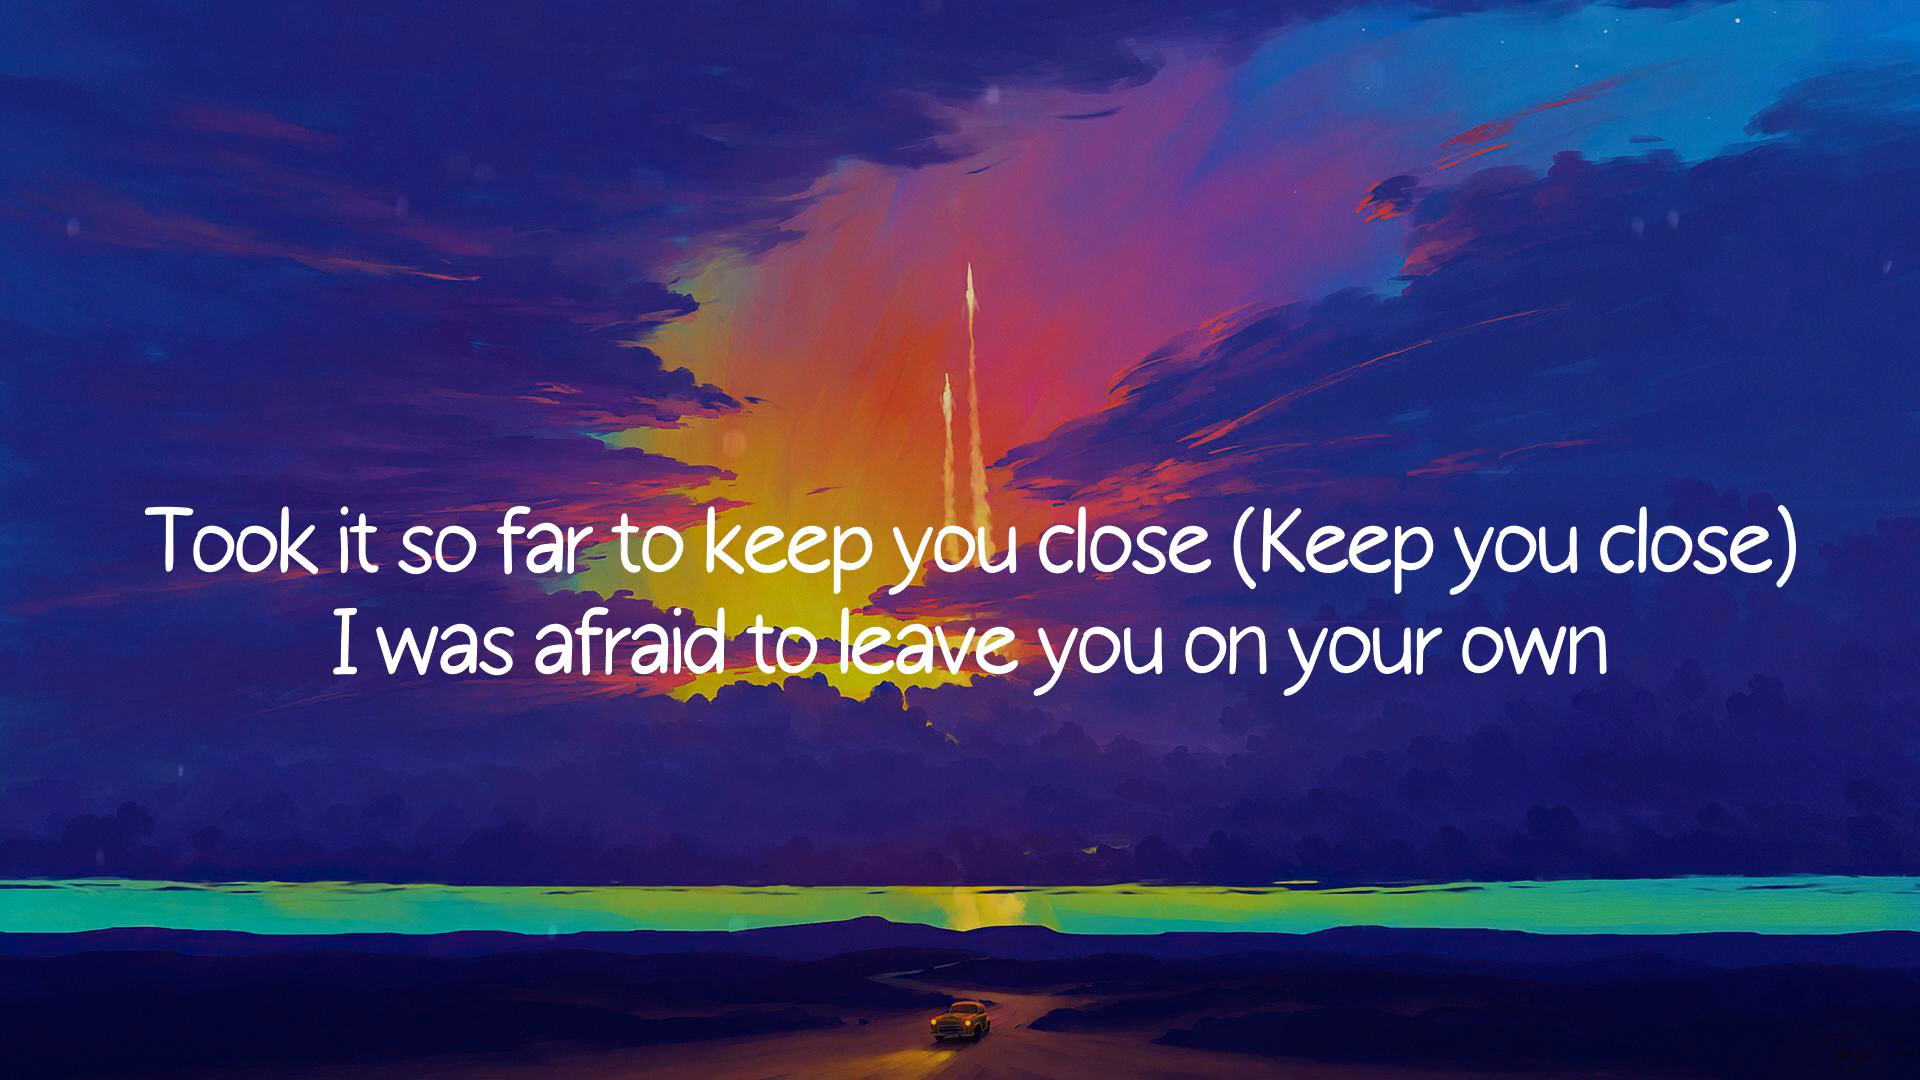 Took it so far to keep you close (Keep you close)
I was afraid to leave you on your own